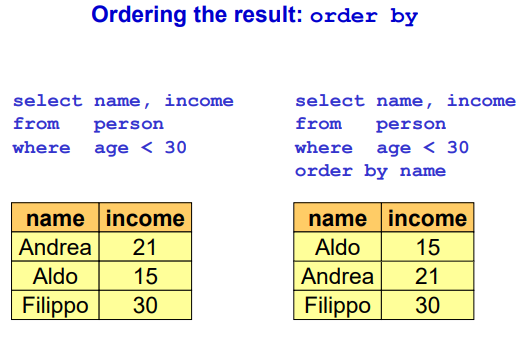 Ordering the result: order by
select name, income
from person
where age < 30
name income
Andrea 21
Aldo 15
Filippo 30
select name, income
from person
where age < 30
order by name
name income
Aldo 15
Andrea 21
Filippo 30